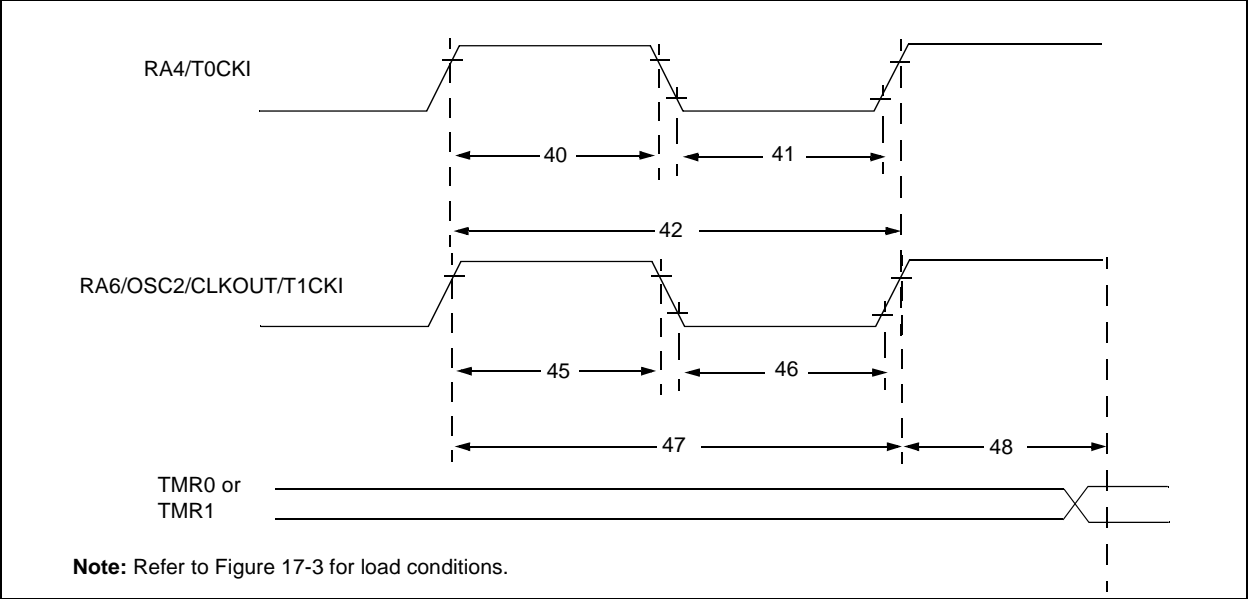 RA4/T0CKI
40
41
42
RA6/OSC2/CLKOUT/T1CKI
45
46
47
48
TMR0 or
TMR1
Note: Refer to Figure 17-3 for load conditions.